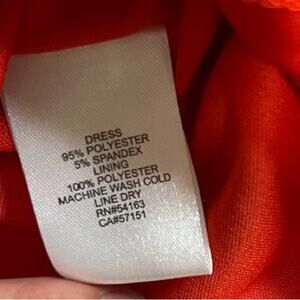 DRESS
95% POLYESTER
5% SPANDEX
LINING
100% POLYESTER
MACHINE WASH COLD
LINE DRY
RN#54163
CA#57151